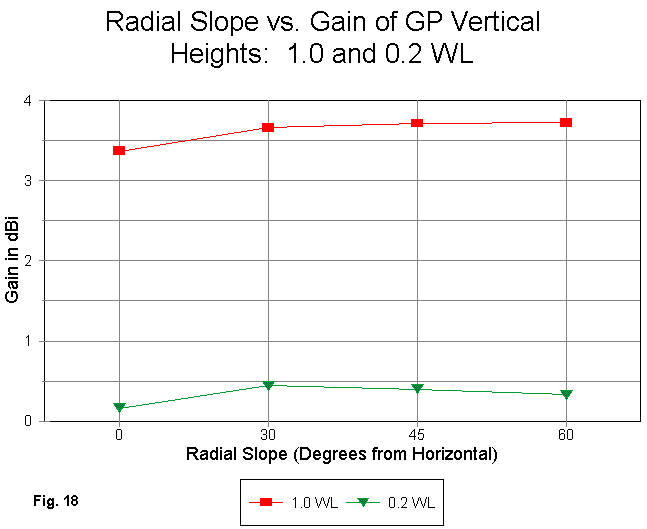 Radial Slope vs. Gain of GP Vertical
Heights:  1.0 and 0.2 WL
Gain in dBi
4
3
2
1
0
0 30 45 60
Radial Slope (Degrees from Horizontal)
Fig. 18
1.0 WL 0.2 WL